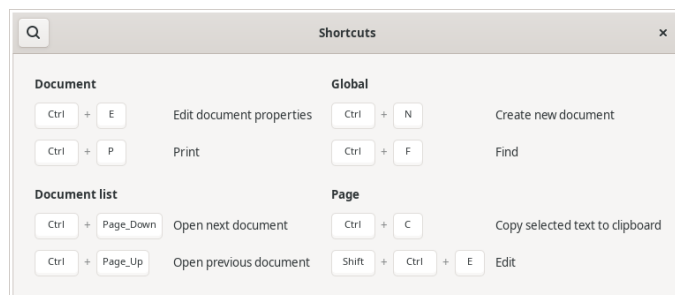 Shortcuts
Document
Ctrl + E Edit document properties
Ctrl + P Print
Document list
Ctrl + Page_Down Open next document
Ctrl + Page_Up Open previous document
Global
Ctrl + N Create new document
Ctrl + F Find
Page
Ctrl + C Copy selected text to clipboard
Shift + Ctrl + E Edit